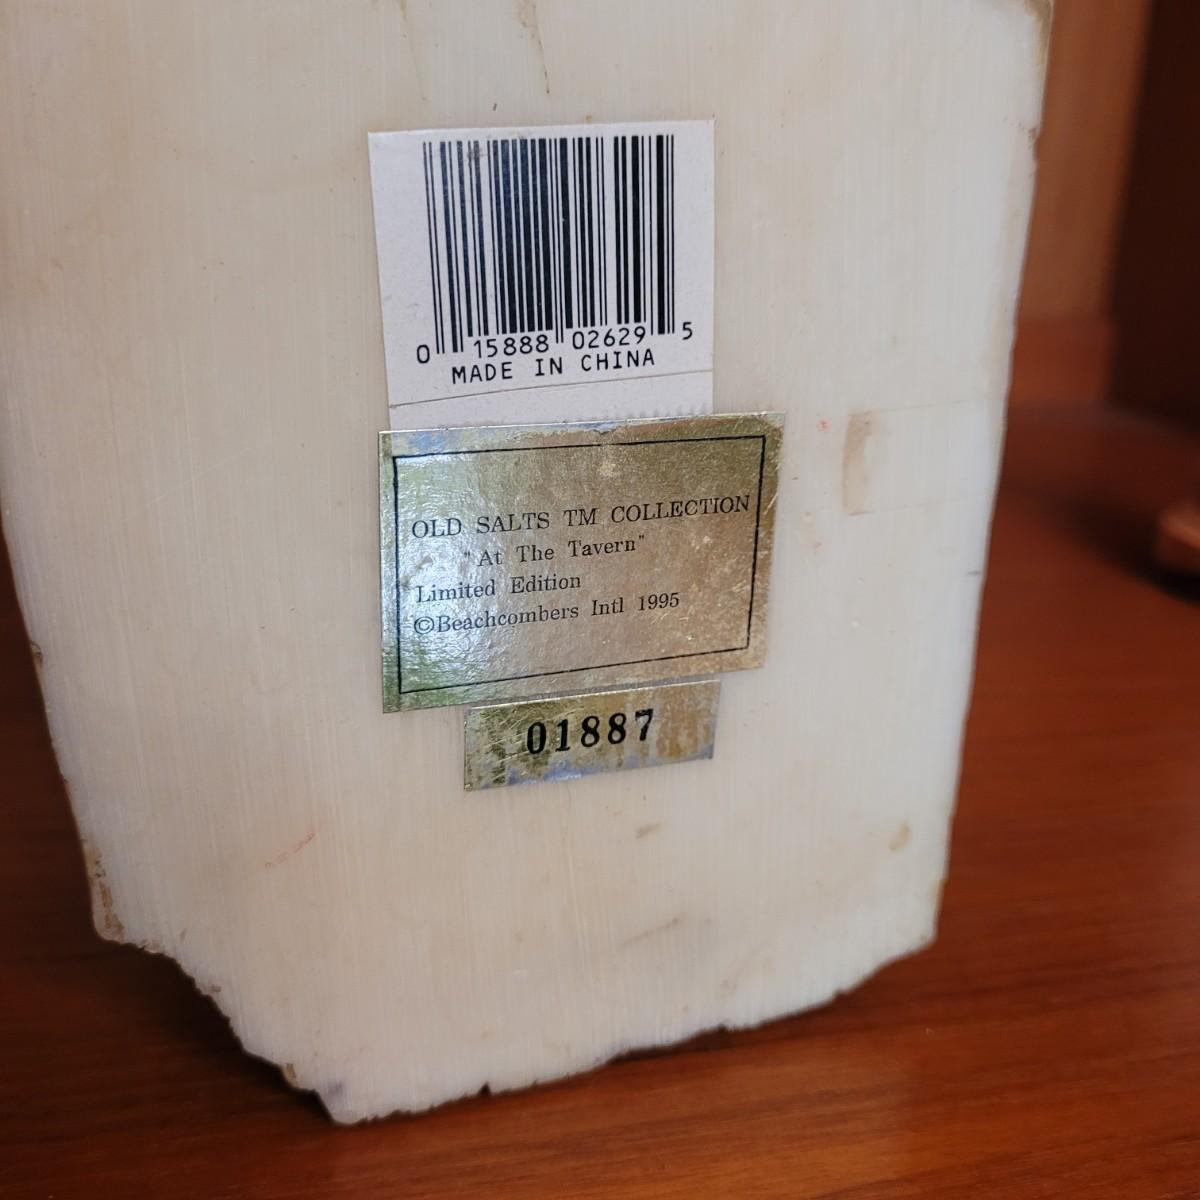 0 15888 02629 5
MADE IN CHINA
OLD SALTS TM COLLECTION
"At The Tavern"
Limited Edition
©Beachcombers Intl 1995
01887